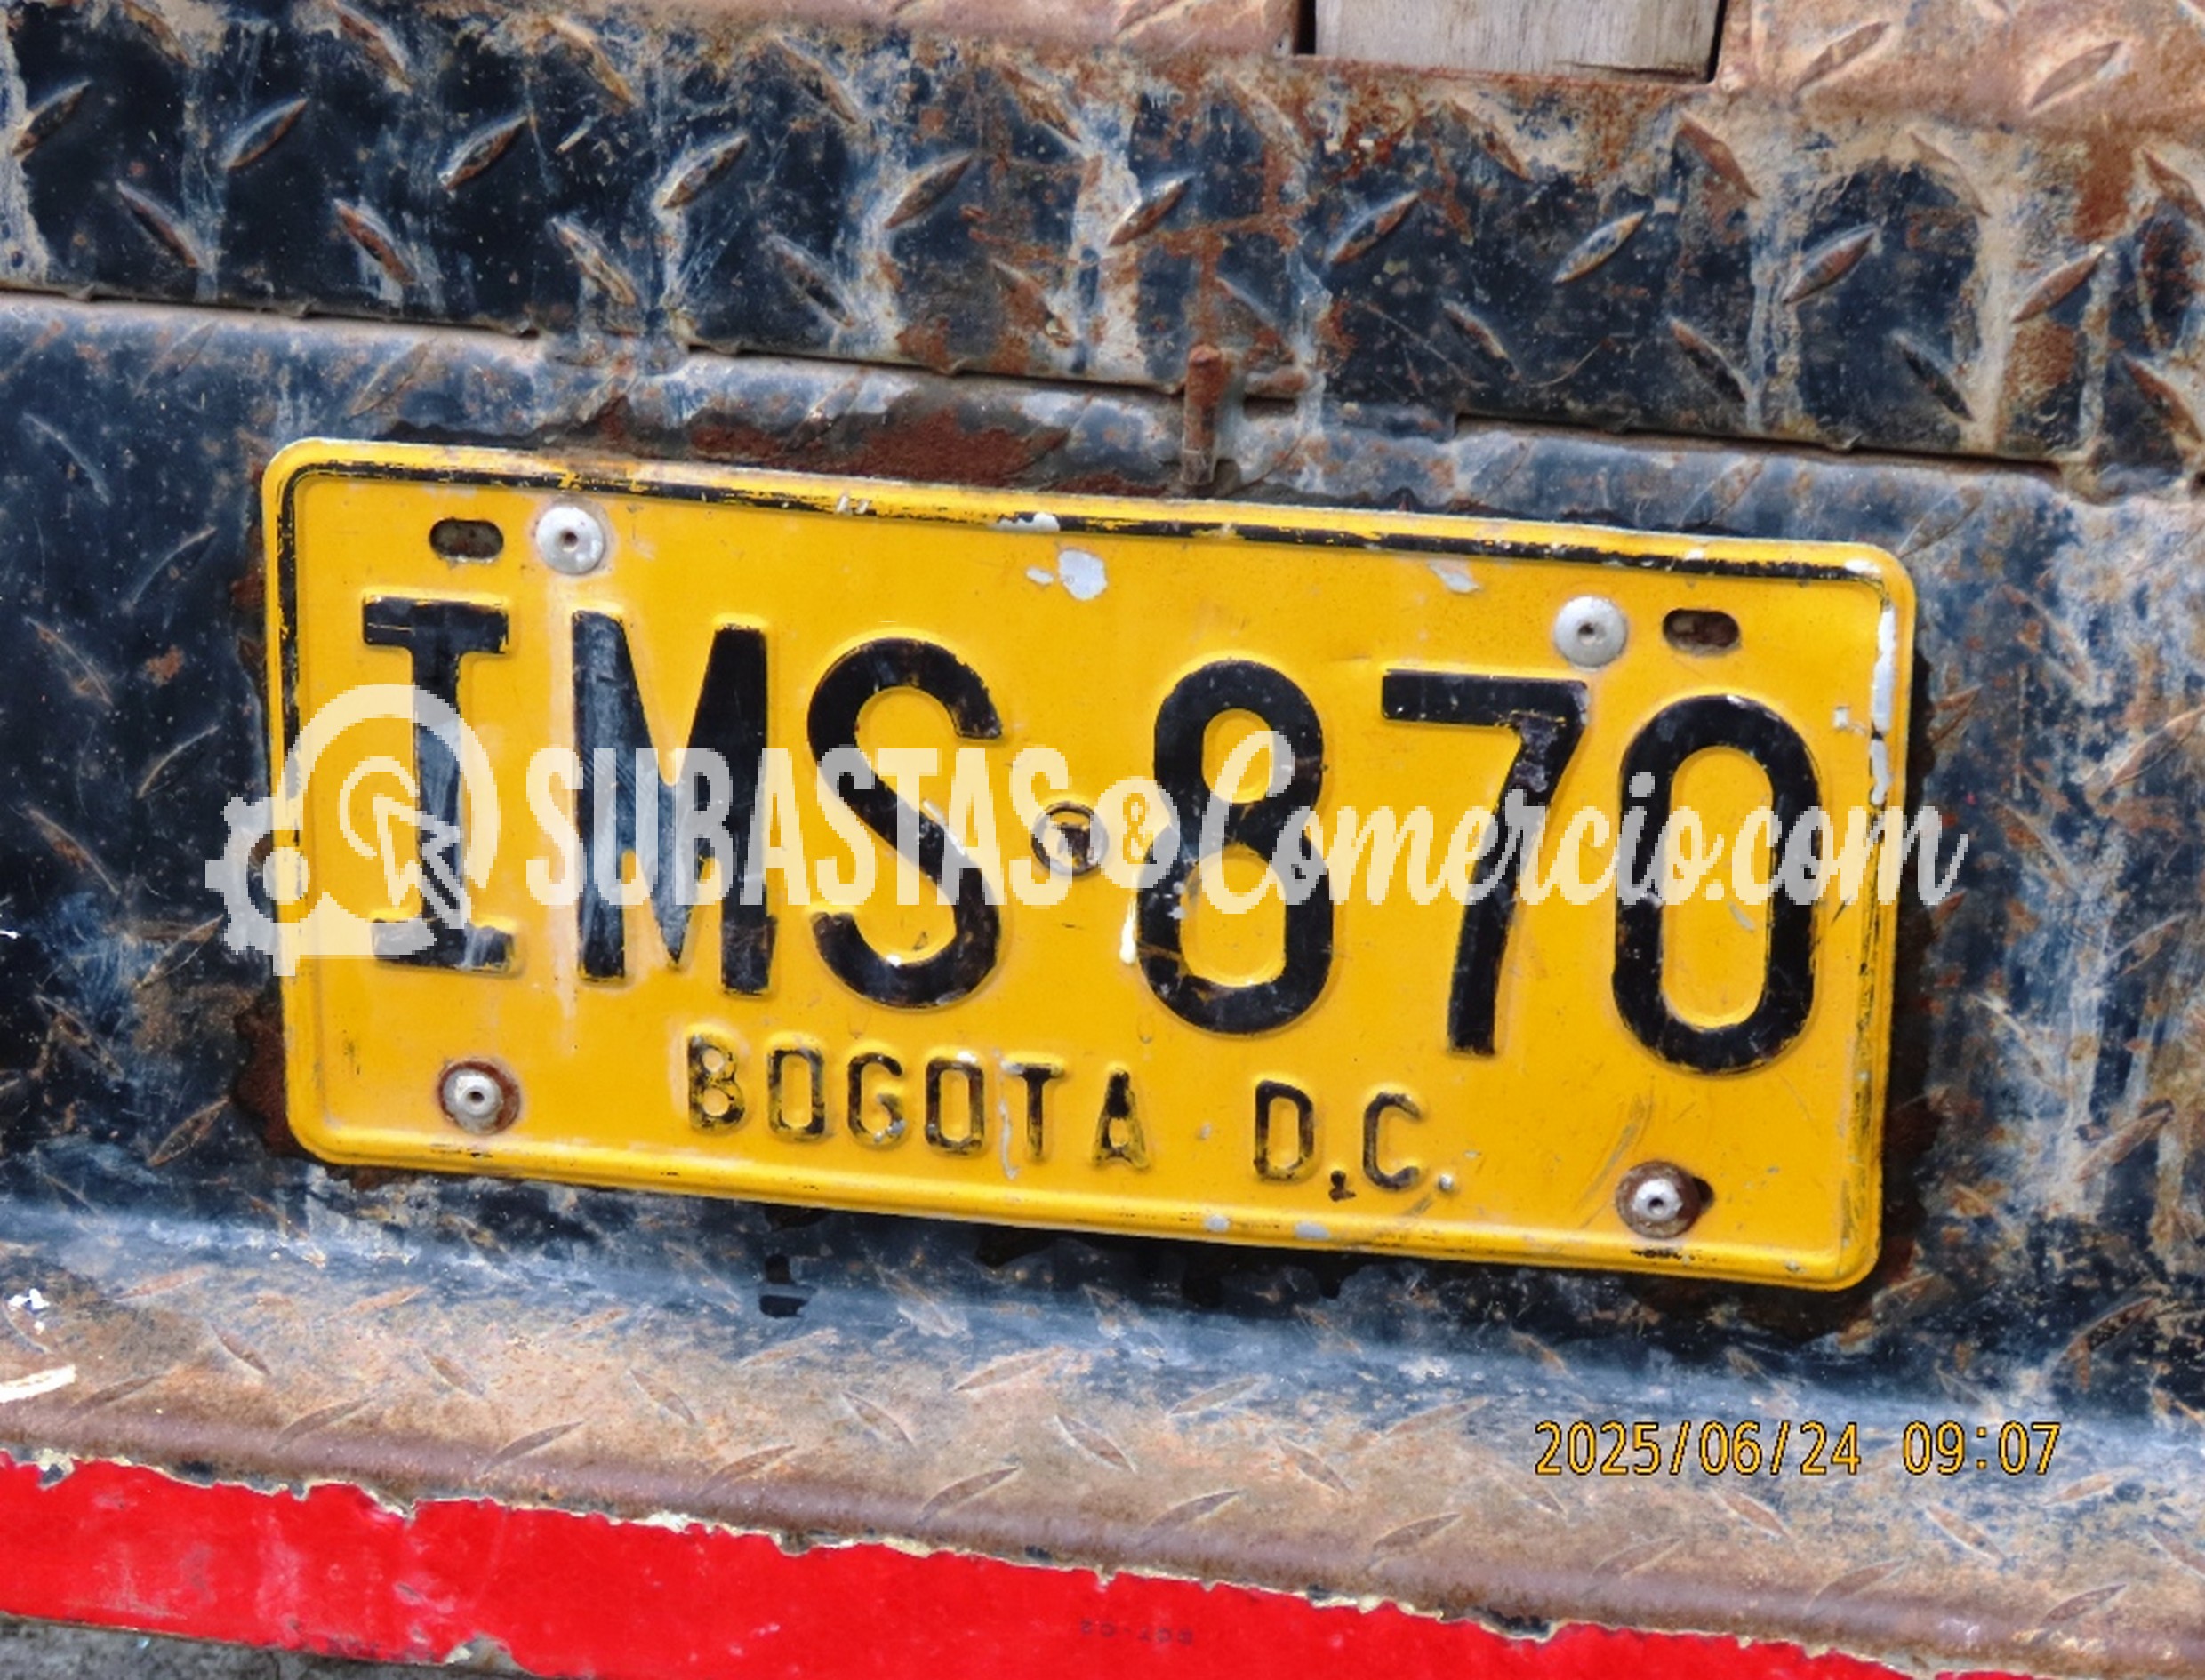 IMS 870
SUBASTAS & Comercio.com
BOGOTA D.C.
2025/06/24 09:07